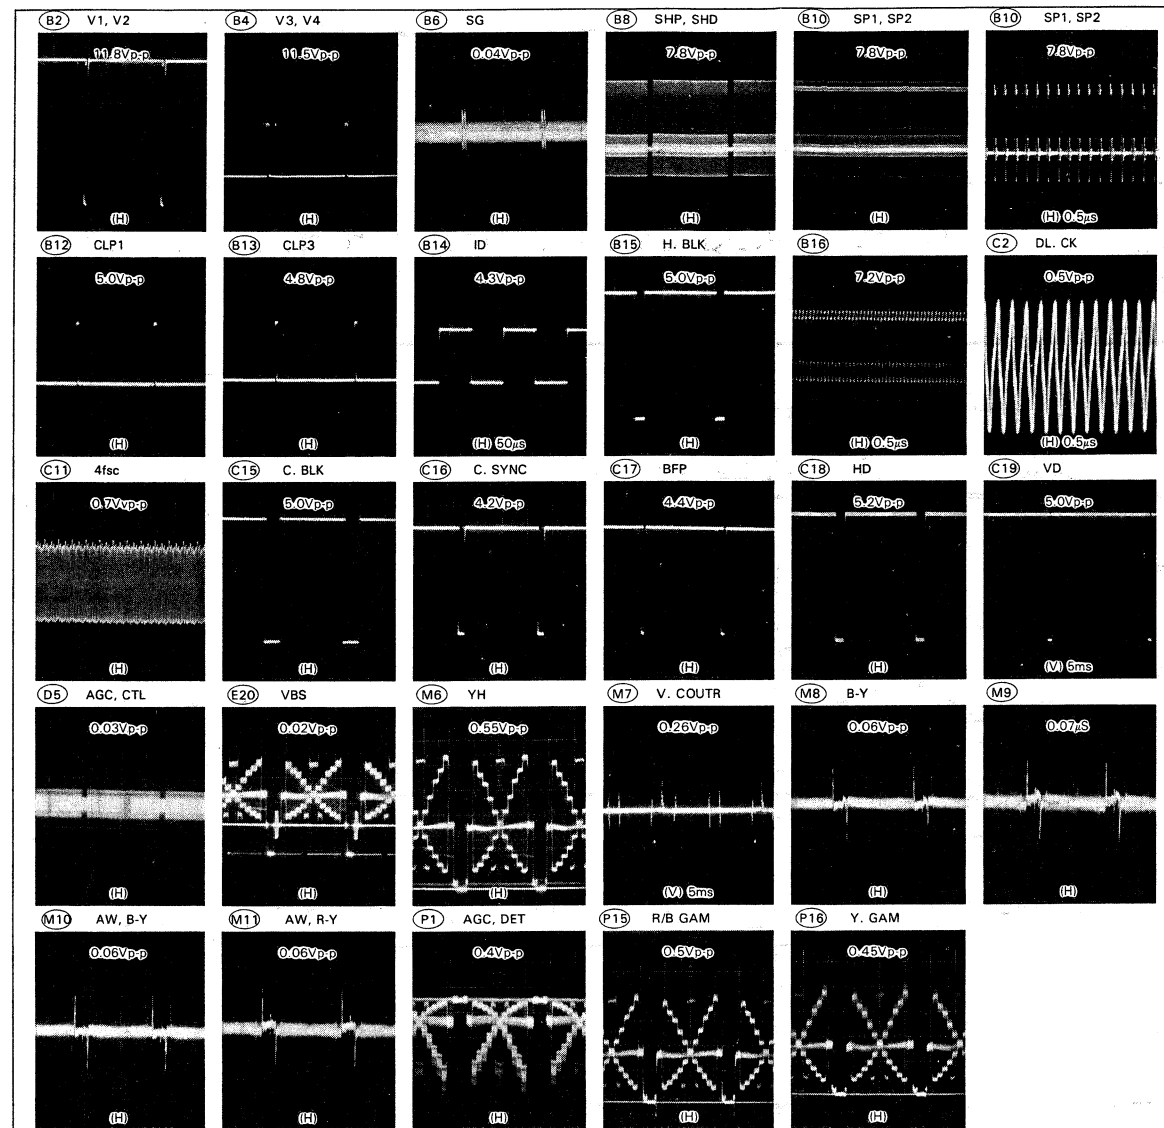 B2 V1, V2
11.8Vp-p
(H)
B4 V3, V4
11.5Vp-p
(H)
B6 SG
0.04Vp-p
(H)
B8 SHP, SHD
7.8Vp-p
(H)
B10 SP1, SP2
7.8Vp-p
(H)
B10 SP1, SP2
7.8Vp-p
(H) 0.5μs
B12 CLP1
5.0Vp-p
(H)
B13 CLP3
4.8Vp-p
(H)
B14 ID
4.3Vp-p
(H) 50μs
B15 H. BLK
5.0Vp-p
(H)
B16
7.2Vp-p
(H) 0.5μs
C2 DL. CK
0.5Vp-p
(H) 0.5μs
C11 4fsc
0.7Vvp-p
(H)
C15 C. BLK
5.0Vp-p
(H)
C16 C. SYNC
4.2Vp-p
(H)
C17 BFP
4.4Vp-p
(H)
C18 HD
5.2Vp-p
(H)
C19 VD
5.0Vp-p
(V) 5ms
D5 AGC, CTL
0.03Vp-p
(H)
E20 VBS
0.02Vp-p
(H)
M6 YH
0.55Vp-p
(H)
M7 V. COUTR
0.26Vp-p
(V) 5ms
M8 B-Y
0.06Vp-p
(H)
M9
0.07μS
(H)
M10 AW, B-Y
0.06Vp-p
(H)
M11 AW, R-Y
0.06Vp-p
(H)
P1 AGC, DET
0.4Vp-p
(H)
P15 R/B GAM
0.5Vp-p
(H)
P16 Y. GAM
0.45Vp-p
(H)